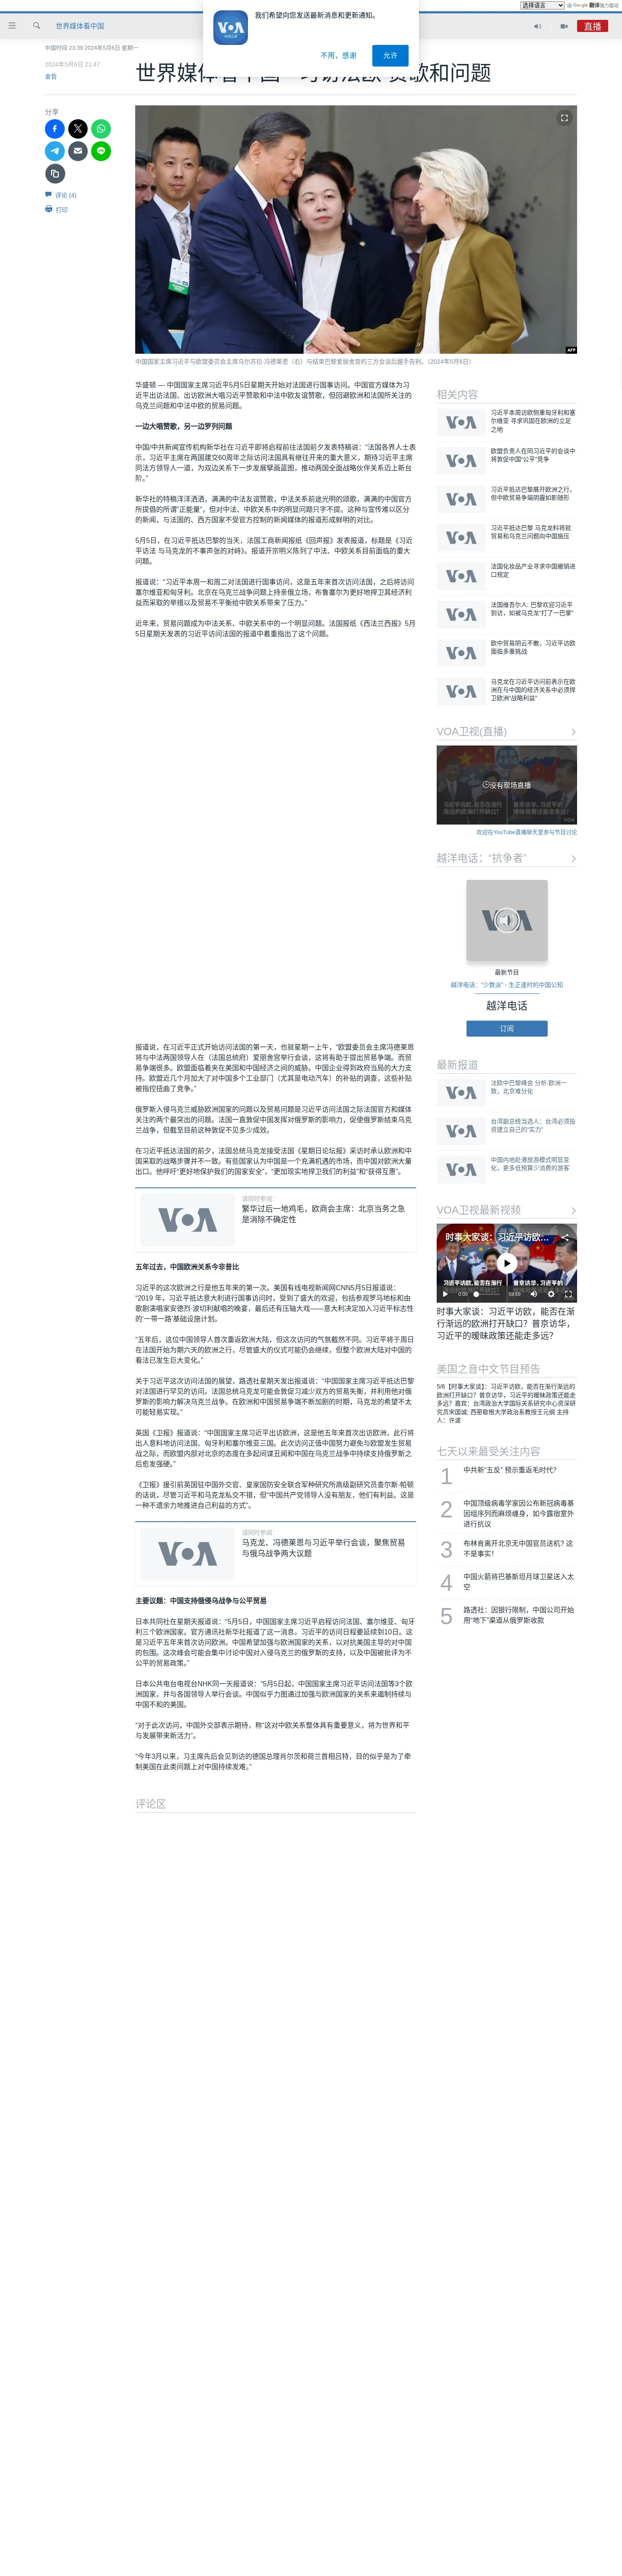 选择语言 由 Google 翻译强力驱动
VOA
我们希望向您发送最新消息和更新通知。
不用，感谢 允许
世界媒体看中国
直播
中国时间 23:39 2024年5月6日 星期一
2024年5月6日 21:47
金哲
分享
评论 (4)
打印
AFP
中国国家主席习近平与欧盟委员会主席乌尔苏拉·冯德莱恩（右）与结束巴黎爱丽舍宫的三方会谈后握手告别。（2024年5月6日）
华盛顿 — 中国国家主席习近平5月5日星期天开始对法国进行国事访问。中国官方媒体为习
近平出访法国、出访欧洲大唱习近平赞歌和中法中欧友谊赞歌，但回避欧洲和法国所关注的
乌克兰问题和中法中欧的贸易问题。
一边大唱赞歌，另一边罗列问题
中国/中共新闻宣传机构新华社在习近平即将启程前往法国前夕发表特稿说：“法国各界人士表
示，习近平主席在两国建交60周年之际访问法国具有继往开来的重大意义，期待习近平主席
同法方领导人一道，为双边关系下一步发展擘画蓝图，推动两国全面战略伙伴关系迈上新台
阶。”
新华社的特稿洋洋洒洒，满满的中法友谊赞歌，中法关系前途光明的颂歌，满满的中国官方
所提倡的所谓“正能量”，但对中法、中欧关系中的明显问题只字不提。这种与宣传难以区分
的新闻，与法国的、西方国家不受官方控制的新闻媒体的报道形成鲜明的对比。
5月5日，在习近平抵达巴黎的当天，法国工商新闻报纸《回声报》发表报道，标题是《习近
平访法 与马克龙的不事声张的对峙》。报道开宗明义陈列了中法、中欧关系目前面临的重大
问题。
报道说：“习近平本周一和周二对法国进行国事访问，这是五年来首次访问法国，之后将访问
塞尔维亚和匈牙利。北京在乌克兰战争问题上持亲俄立场，布鲁塞尔为更好地捍卫其经济利
益而采取的举措以及贸易不平衡给中欧关系带来了压力。”
近年来，贸易问题成为中法关系、中欧关系中的一个明显问题。法国报纸《西法兰西报》5月
5日星期天发表的习近平访问法国的报道中着重指出了这个问题。
报道说，在习近平正式开始访问法国的第一天，也就星期一上午，“欧盟委员会主席冯德莱恩
将与中法两国领导人在（法国总统府）爱丽舍宫举行会谈，这将有助于提出贸易争端。而贸
易争端很多。欧盟面临着夹在美国和中国经济之间的威胁。中国企业得到政府当局的大力支
持。欧盟近几个月加大了对中国多个工业部门（尤其是电动汽车）的补贴的调查，这些补贴
被指控扭曲了竞争。”
俄罗斯入侵乌克兰威胁欧洲国家的问题以及贸易问题是习近平访问法国之际法国官方和媒体
关注的两个最突出的问题。法国一直敦促中国发挥对俄罗斯的影响力，促使俄罗斯结束乌克
兰战争，但截至目前这种敦促不见多少成效。
在习近平抵达法国的前夕，法国总统马克龙接受法国《星期日论坛报》采访时承认欧洲和中
国采取的战略步骤并不一致。有些国家认为中国是一个充满机遇的市场，而中国对欧洲大量
出口。他呼吁“更好地保护我们的国家安全”、“更加现实地捍卫我们的利益”和“获得互惠”。
VOA
请同时参阅：
繁华过后一地鸡毛，欧商会主席：北京当务之急
是消除不确定性
五年过去，中国欧洲关系今非昔比
习近平的这次欧洲之行是他五年来的第一次。美国有线电视新闻网CNN5月5日报道说：
“2019 年，习近平抵达意大利进行国事访问时，受到了盛大的欢迎，包括参观罗马地标和由
歌剧演唱家安德烈·波切利献唱的晚宴，最后还有压轴大戏——意大利决定加入习近平标志性
的‘一带一路’基础设施计划。
“五年后，这位中国领导人首次重返欧洲大陆，但这次访问的气氛截然不同。习近平将于周日
在法国开始为期六天的欧洲之行，尽管盛大的仪式可能仍会继续，但整个欧洲大陆对中国的
看法已发生巨大变化。”
关于习近平这次访问法国的展望，路透社星期天发出报道说：“中国国家主席习近平抵达巴黎
对法国进行罕见的访问。法国总统马克龙可能会敦促习减少双方的贸易失衡，并利用他对俄
罗斯的影响力解决乌克兰战争。在欧洲和中国贸易争端不断加剧的时期，马克龙的希望不太
可能轻易实现。”
英国《卫报》报道说：“中国国家主席习近平出访欧洲，这是他五年来首次出访欧洲，此行将
出人意料地访问法国、匈牙利和塞尔维亚三国。此次访问正值中国努力避免与欧盟发生贸易
战之际，而欧盟内部对北京的态度在多起间谍丑闻和中国在乌克兰战争中持续支持俄罗斯之
后愈发强硬。”
《卫报》援引前英国驻中国外交官、皇家国防安全联合军种研究所高级副研究员查尔斯·帕顿
的话说，尽管习近平和马克龙私交不错，但“中国共产党领导人没有朋友，他们有利益。这是
一种不遗余力地推进自己利益的方式”。
VOA
请同时参阅：
马克龙、冯德莱恩与习近平举行会谈，聚焦贸易
与俄乌战争两大议题
主要议题：中国支持俄侵乌战争与公平贸易
日本共同社在星期天报道说：“5月5日，中国国家主席习近平启程访问法国、塞尔维亚、匈牙
利三个欧洲国家。官方通讯社新华社报道了这一消息。习近平的访问日程要延续到10日。这
是习近平五年来首次访问欧洲。中国希望加强与欧洲国家的关系，以对抗美国主导的对中国
的包围。这次峰会可能会集中讨论中国对入侵乌克兰的俄罗斯的支持，以及中国被批评为不
公平的贸易政策。”
日本公共电台电视台NHK同一天报道说：“5月5日起，中国国家主席习近平访问法国等3个欧
洲国家，并与各国领导人举行会谈。中国似乎力图通过加强与欧洲国家的关系来遏制持续与
中国不和的美国。
“对于此次访问，中国外交部表示期待，称“这对中欧关系整体具有重要意义，将为世界和平
与发展带来新活力”。
“今年3月以来，习主席先后会见到访的德国总理肖尔茨和荷兰首相吕特，目的似乎是为了牵
制美国在此类问题上对中国持续发难。”
评论区
相关内容
习近平本周访欧侧重匈牙利和塞
尔维亚 寻求巩固在欧洲的立足
之地
欧盟负责人在同习近平的会谈中
将敦促中国“公平”竞争
习近平抵达巴黎展开欧洲之行，
但中欧贸易争端阴霾如影随形
习近平抵达巴黎 马克龙料将就
贸易和乌克兰问题向中国施压
法国化妆品产业寻求中国撤销进
口规定
法国维吾尔人: 巴黎欢迎习近平
到访，如被马克龙“打了一巴掌”
欧中贸易阴云不散，习近平访欧
面临多重挑战
马克龙在习近平访问前表示在欧
洲在与中国的经济关系中必须捍
卫欧洲“战略利益”
VOA卫视(直播)
没有现场直播
欢迎在YouTube直播聊天室参与节目讨论
越洋电话：“抗争者”
最新节目
越洋电话：“少数派” - 生正逢时的中国公知
越洋电话
订阅
最新报道
法欧中巴黎峰会 分析:欧洲一
致，北京难分化
台湾副总统当选人：台湾必须投
资建立自己的“实力”
中国内地赴港旅游模式明显变
化，更多低预算少消费的游客
VOA卫视最新视频
时事大家谈：习近平访欧...
0:00 59:59
时事大家谈：习近平访欧，能否在渐
行渐远的欧洲打开缺口？普京访华，
习近平的暧昧政策还能走多远？
美国之音中文节目预告
5/6【时事大家谈】：习近平访欧，能否在渐行渐远的
欧洲打开缺口？普京访华，习近平的暧昧政策还能走
多远？嘉宾：台湾政治大学国际关系研究中心资深研
究员宋国诚; 西密歇根大学政治系教授王元纲 主持
人：许波
七天以来最受关注内容
1 中共新“五反” 预示重返毛时代？
2 中国顶级病毒学家因公布新冠病毒基
因组序列而麻烦缠身，如今露宿室外
进行抗议
3 布林肯离开北京无中国官员送机？这
不是事实！
4 中国火箭将巴基斯坦月球卫星送入太
空
5 路透社：因银行限制，中国公司开始
用“地下”渠道从俄罗斯收款